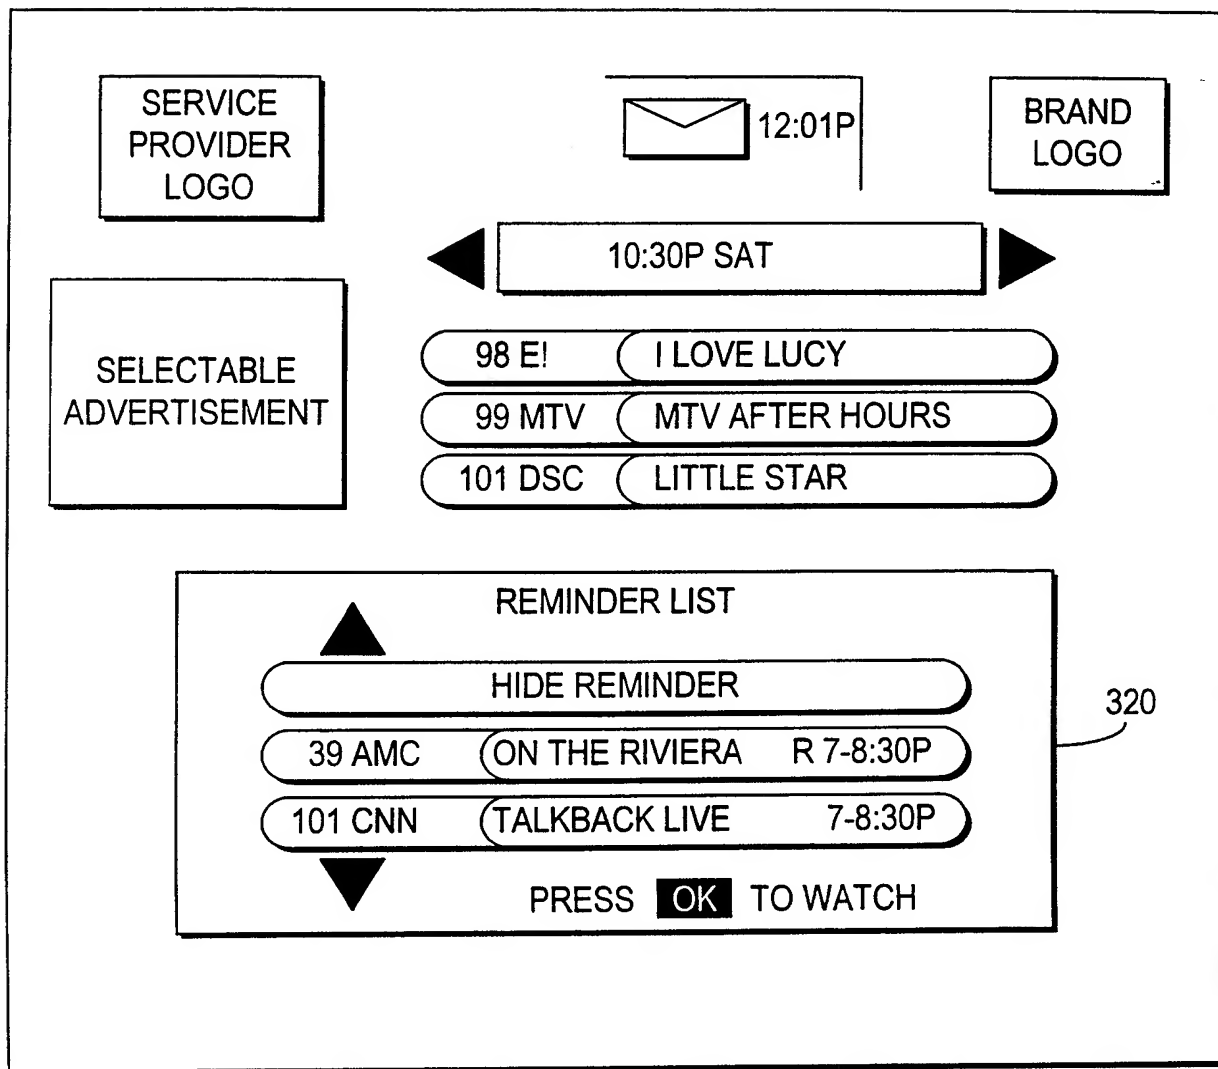 SERVICE
PROVIDER
LOGO
12:01P
BRAND
LOGO
10:30P SAT
SELECTABLE
ADVERTISEMENT
98 E! I LOVE LUCY
99 MTV MTV AFTER HOURS
101 DSC LITTLE STAR
REMINDER LIST
HIDE REMINDER
39 AMC ON THE RIVIERA R 7-8:30P
101 CNN TALKBACK LIVE 7-8:30P
PRESS OK TO WATCH
320